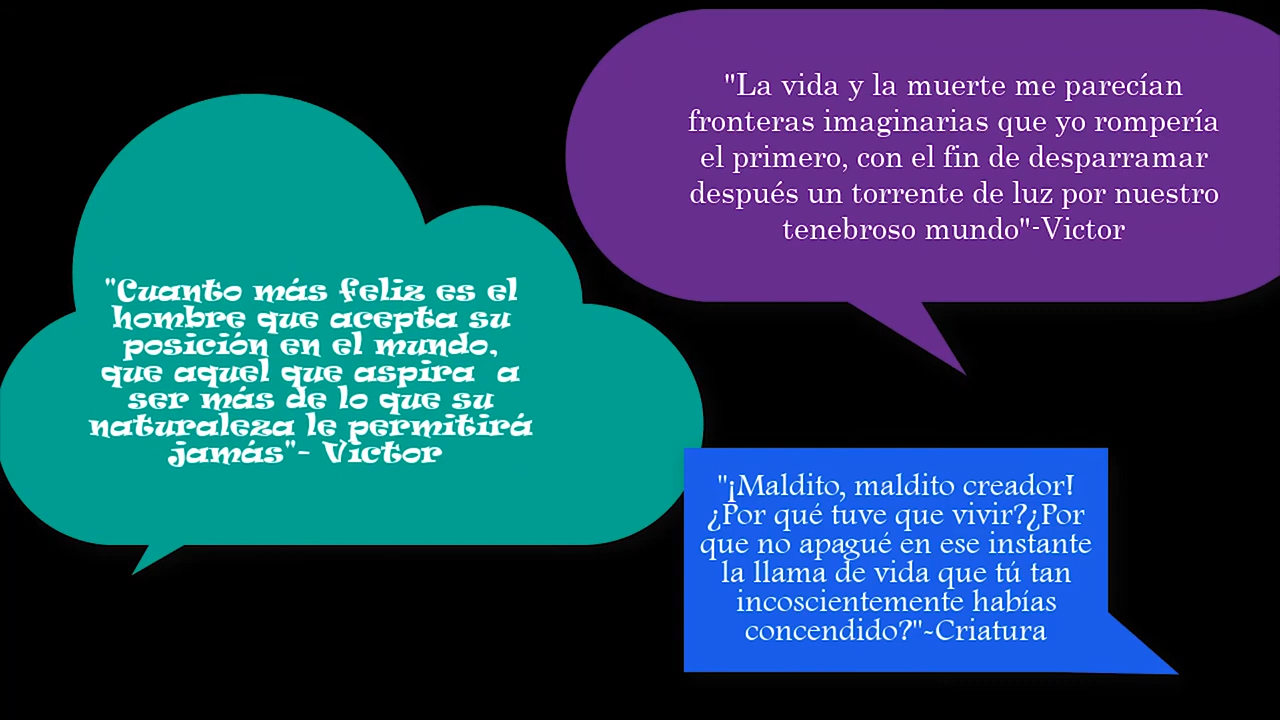 "La vida y la muerte me parecían
fronteras imaginarias que yo rompería
el primero, con el fin de desparramar
después un torrente de luz por nuestro
tenebroso mundo"-Victor
"Cuanto más feliz es el
hombre que acepta su
posición en el mundo,
que aquel que aspira a
ser más de lo que su
naturaleza le permitirá
jamás"- Victor
"¡Maldito, maldito creador!
¿Por qué tuve que vivir?¿Por
que no apagué en ese instante
la llama de vida que tú tan
incoscientemente habías
concendido?"~Criatura